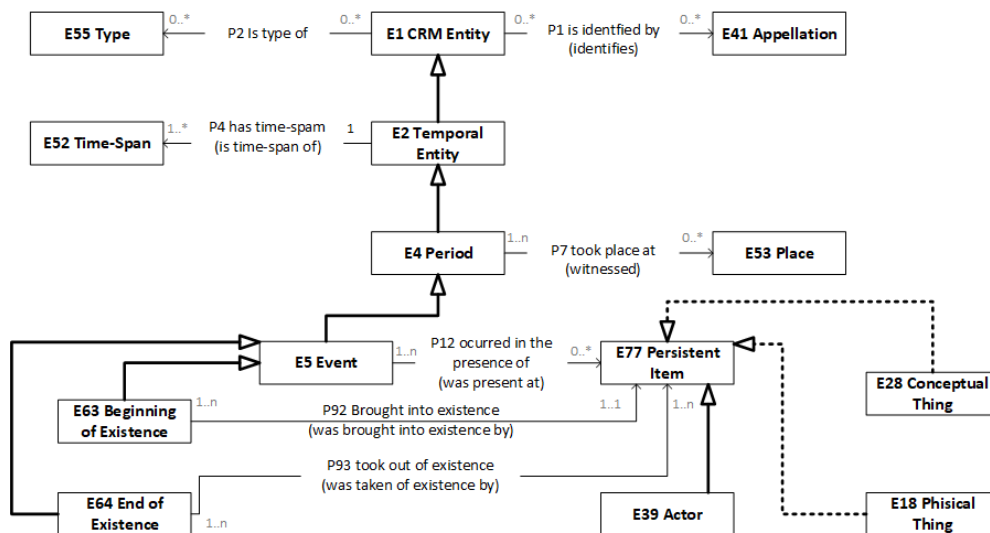 0..*
0..*
0..*
0..*
E55 Type
P2 Is type of
E1 CRM Entity
P1 is identfied by
(identifies)
E41 Appellation
1..*
P4 has time-spam
(is time-span of)
1
E52 Time-Span
E2 Temporal
Entity
1..n
0..*
E4 Period
P7 took place at
(witnessed)
E53 Place
E5 Event
1..n
P12 ocurred in the
presence of
(was present at)
0..*
E77 Persistent
Item
E28 Conceptual
Thing
E63 Beginning
of Existence
1..n
P92 Brought into existence
(was brought into existence by)
1..1
1..n
P93 took out of existence
(was taken of existence by)
E64 End of
Existence
1..n
E39 Actor
E18 Phisical
Thing